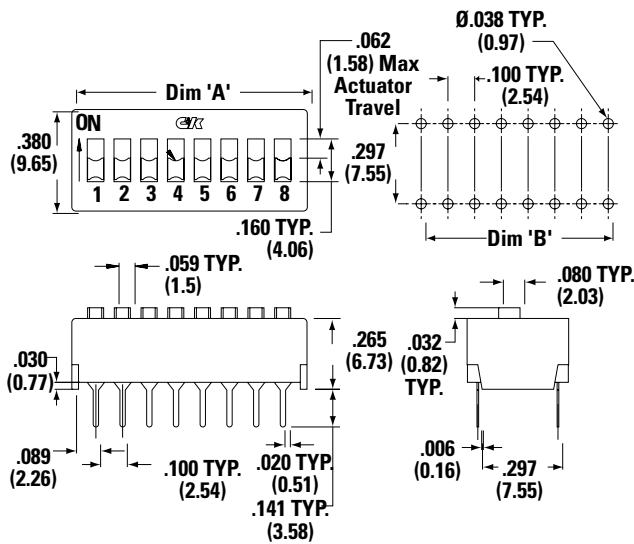 Ø.038 TYP.
(0.97)
.062
(1.58) Max
Actuator
Travel
.100 TYP.
(2.54)
Dim 'A'
ON
C&K
.380
(9.65)
1 2 3 4 5 6 7 8
.297
(7.55)
.160 TYP.
(4.06)
Dim 'B'
.059 TYP.
(1.5)
.080 TYP.
(2.03)
.265
(6.73)
.032
(0.82)
TYP.
.030
(0.77)
.089
(2.26)
.100 TYP.
(2.54)
.020 TYP.
(0.51)
.141 TYP.
(3.58)
.006
(0.16)
.297
(7.55)